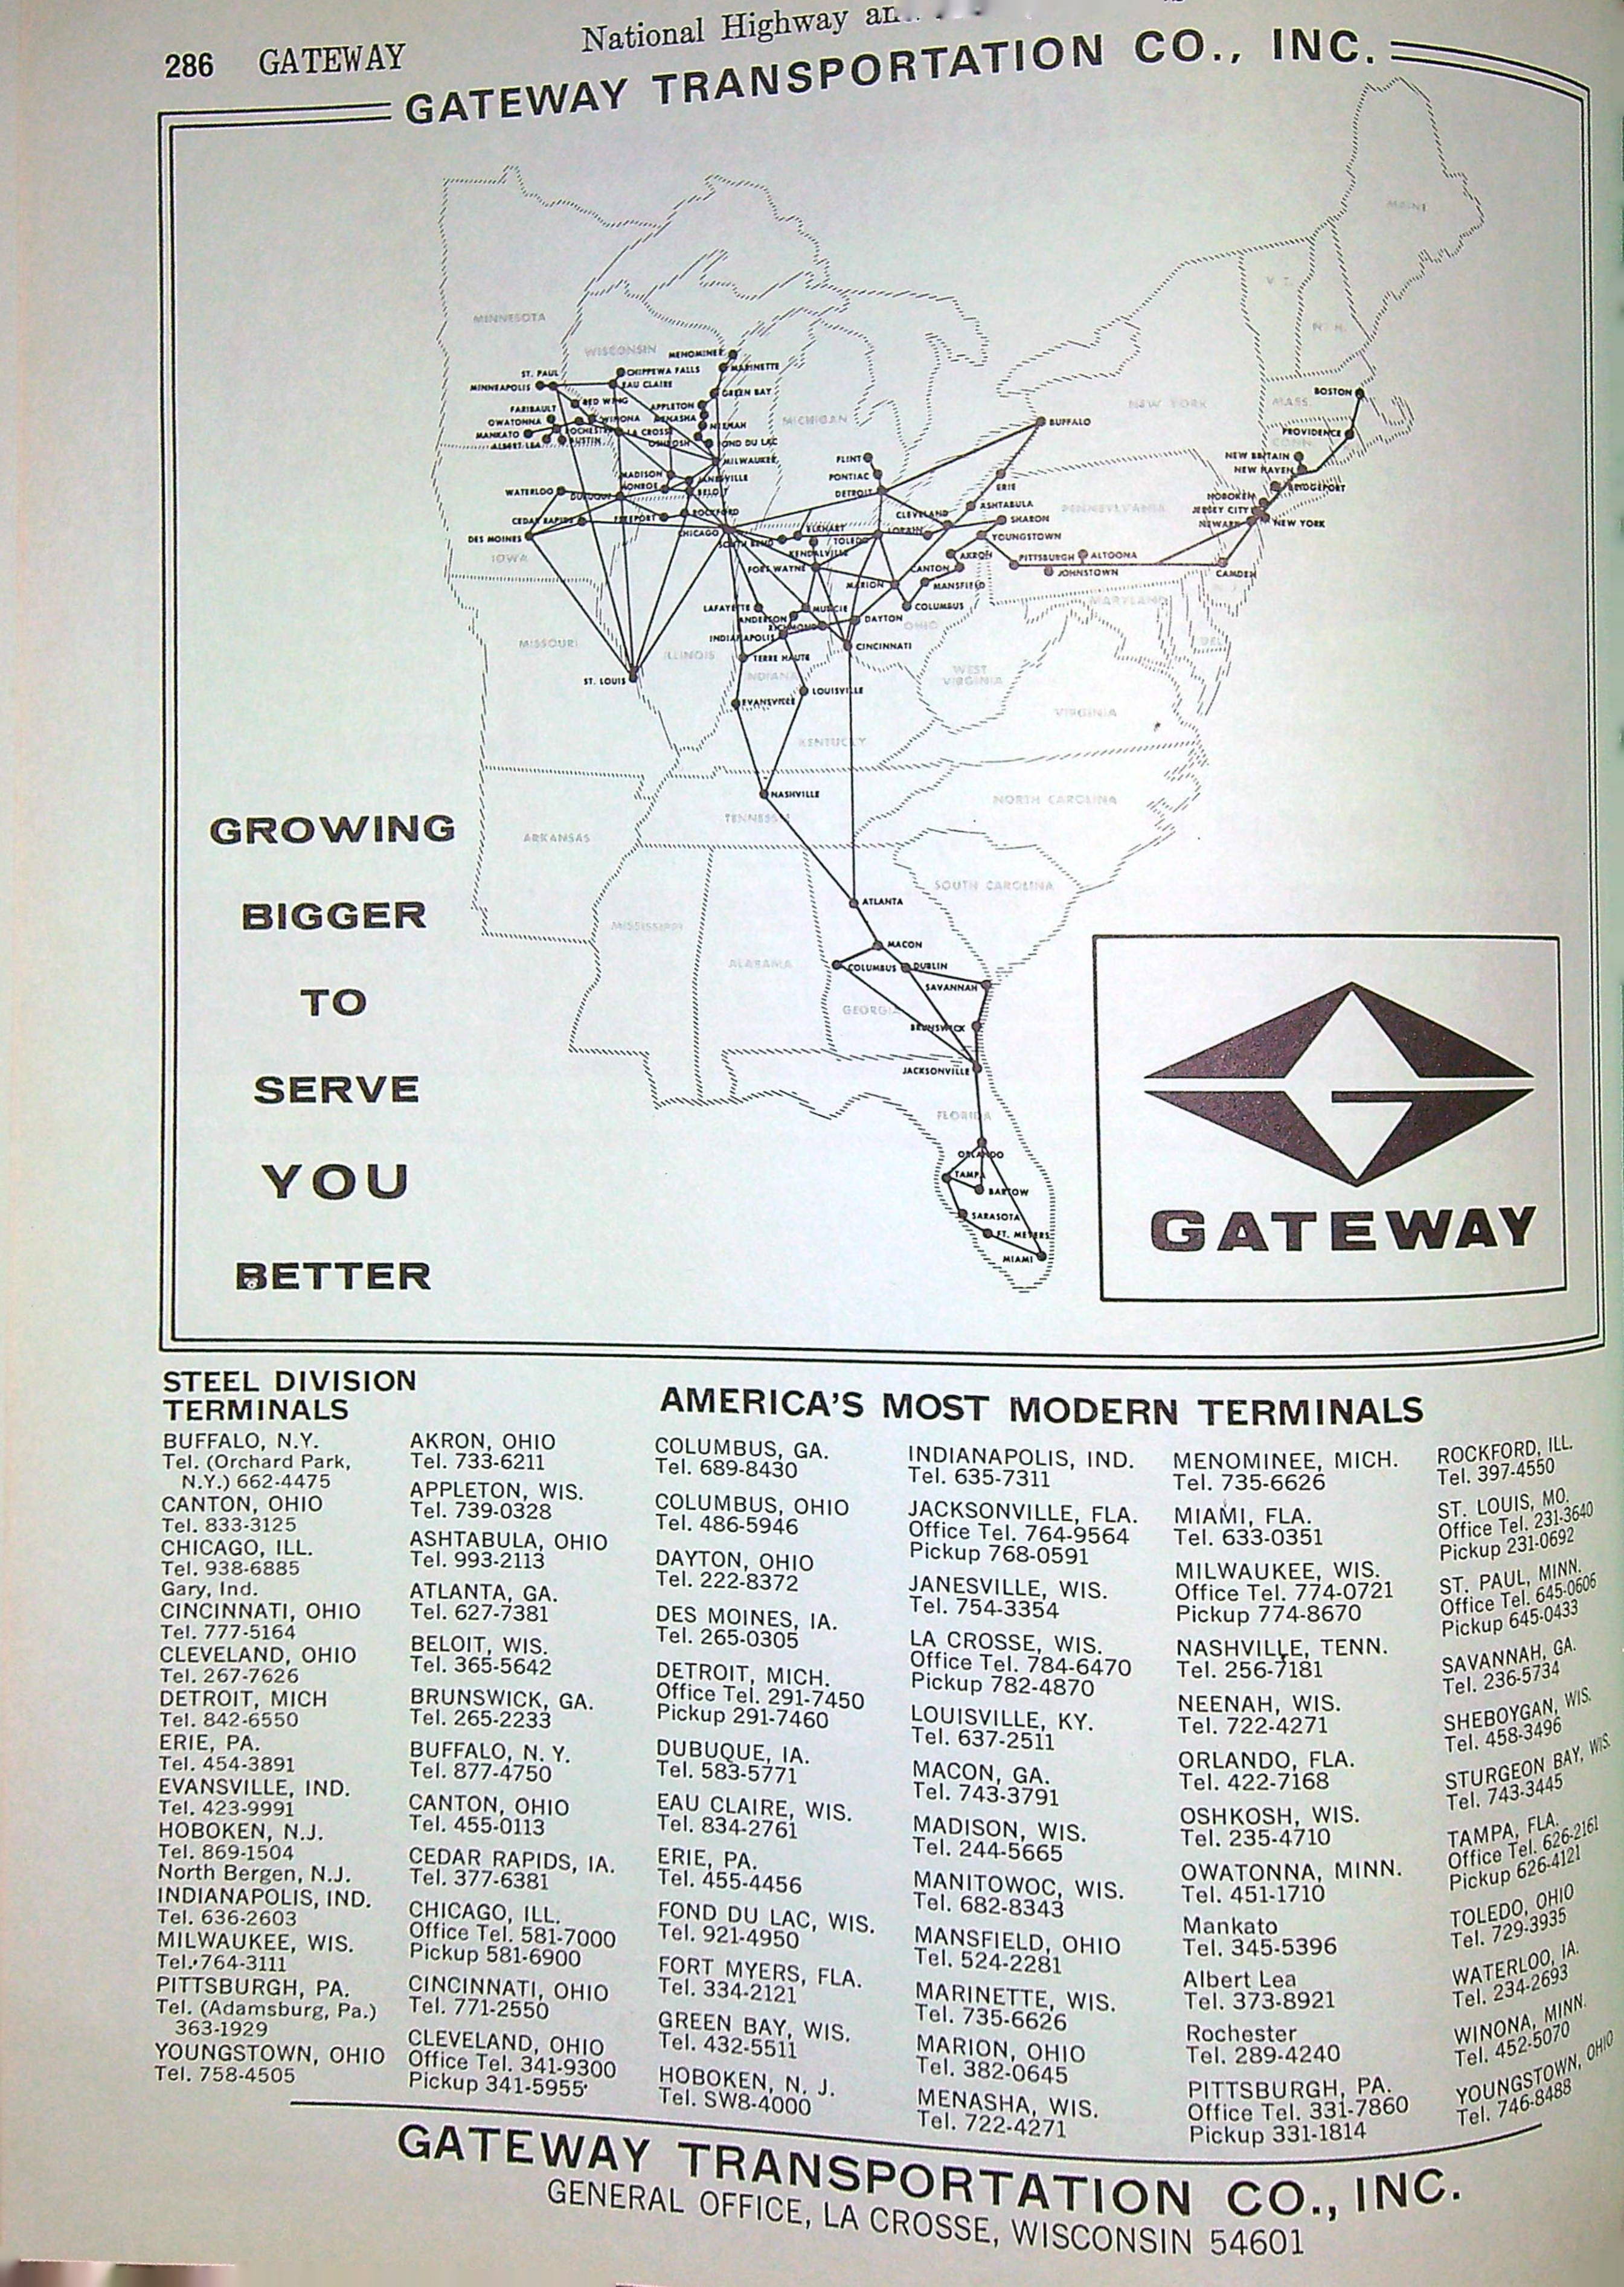 286 GATEWAY
National Highway
GATEWAY TRANSPORTATION CO., INC.
MAINE
V. T.
N. H.
MINNESOTA
WISCONSIN
MENOMINEE
MARINETTE
ST. PAUL
CHIPPEWA FALLS
MINNEAPOLIS
EAU CLAIRE
GREEN BAY
RED WING
APPLETON
FARIBAULT
WINONA
MENASHA
OWATONNA
ROCHESTER
LA CROSSE
NEENAH
MANKATO
AUSTIN
OSHKOSH
FOND DU LAC
ALBERT LEA
MILWAUKEE
MADISON
JANESVILLE
MONROE
BELOIT
WATERLOO
DUBUQUE
ROCKFORD
CEDAR RAPIDS
FREEPORT
CHICAGO
DES MOINES
IOWA
MICHIGAN
NEW YORK
MASS.
BOSTON
BUFFALO
PROVIDENCE
CONN
NEW BRITAIN
NEW HAVEN
BRIDGEPORT
FLINT
PONTIAC
DETROIT
ERIE
ASHTABULA
PENNSYLVANIA
HOBOKEN
JERSEY CITY
NEWARK
NEW YORK
CLEVELAND
SHARON
LORAIN
YOUNGSTOWN
ELKHART
SOUTH BEND
TOLEDO
KENDALVILLE
AKRON
PITTSBURGH
ALTOONA
FORT WAYNE
CANTON
JOHNSTOWN
CAMDEN
N. J.
MARION
MANSFIELD
MARYLAND
DEL
LAFAYETTE
MUNCIE
COLUMBUS
ANDERSON
RICHMOND
DAYTON
OHIO
INDIANAPOLIS
CINCINNATI
MISSOURI
ILLINOIS
TERRE HAUTE
INDIANA
WEST VIRGINIA
ST. LOUIS
LOUISVILLE
EVANSVILLE
VIRGINIA
KENTUCKY
NASHVILLE
NORTH CAROLINA
TENNESSE
ARKANSAS
SOUTH CAROLINA
ATLANTA
MISSISSIPPI
ALABAMA
MACON
COLUMBUS
DUBLIN
SAVANNAH
GEORGIA
BRUNSWICK
JACKSONVILLE
FLORIDA
ORLANDO
TAMPA
BARTOW
SARASOTA
FT. MEYERS
MIAMI
GROWING
BIGGER
TO
SERVE
YOU
BETTER
GATEWAY
STEEL DIVISION
TERMINALS
BUFFALO, N.Y.
Tel. (Orchard Park,
N.Y.) 662-4475
CANTON, OHIO
Tel. 833-3125
CHICAGO, ILL.
Tel. 938-6885
Gary, Ind.
CINCINNATI, OHIO
Tel. 777-5164
CLEVELAND, OHIO
Tel. 267-7626
DETROIT, MICH
Tel. 842-6550
ERIE, PA.
Tel. 454-3891
EVANSVILLE, IND.
Tel. 423-9991
HOBOKEN, N.J.
Tel. 869-1504
North Bergen, N.J.
INDIANAPOLIS, IND.
Tel. 636-2603
MILWAUKEE, WIS.
Tel. 764-3111
PITTSBURGH, PA.
Tel. (Adamsburg, Pa.)
363-1929
YOUNGSTOWN, OHIO
Tel. 758-4505
AMERICA'S MOST MODERN TERMINALS
AKRON, OHIO
Tel. 733-6211
APPLETON, WIS.
Tel. 739-0328
ASHTABULA, OHIO
Tel. 993-2113
ATLANTA, GA.
Tel. 627-7381
BELOIT, WIS.
Tel. 365-5642
BRUNSWICK, GA.
Tel. 265-2233
BUFFALO, N. Y.
Tel. 877-4750
CANTON, OHIO
Tel. 455-0113
CEDAR RAPIDS, IA.
Tel. 377-6381
CHICAGO, ILL.
Office Tel. 581-7000
Pickup 581-6900
CINCINNATI, OHIO
Tel. 771-2550
CLEVELAND, OHIO
Office Tel. 341-9300
Pickup 341-5955
COLUMBUS, GA.
Tel. 689-8430
COLUMBUS, OHIO
Tel. 486-5946
DAYTON, OHIO
Tel. 222-8372
DES MOINES, IA.
Tel. 265-0305
DETROIT, MICH.
Office Tel. 291-7450
Pickup 291-7460
DUBUQUE, IA.
Tel. 583-5771
EAU CLAIRE, WIS.
Tel. 834-2761
ERIE, PA.
Tel. 455-4456
FOND DU LAC, WIS.
Tel. 921-4950
FORT MYERS, FLA.
Tel. 334-2121
GREEN BAY, WIS.
Tel. 432-5511
HOBOKEN, N. J.
Tel. SW8-4000
INDIANAPOLIS, IND.
Tel. 635-7311
JACKSONVILLE, FLA.
Office Tel. 764-9564
Pickup 768-0591
JANESVILLE, WIS.
Tel. 754-3354
LA CROSSE, WIS.
Office Tel. 784-6470
Pickup 782-4870
LOUISVILLE, KY.
Tel. 637-2511
MACON, GA.
Tel. 743-3791
MADISON, WIS.
Tel. 244-5665
MANITOWOC, WIS.
Tel. 682-8343
MANSFIELD, OHIO
Tel. 524-2281
MARINETTE, WIS.
Tel. 735-6626
MARION, OHIO
Tel. 382-0645
MENASHA, WIS.
Tel. 722-4271
MENOMINEE, MICH.
Tel. 735-6626
MIAMI, FLA.
Tel. 633-0351
MILWAUKEE, WIS.
Office Tel. 774-0721
Pickup 774-8670
NASHVILLE, TENN.
Tel. 256-7181
NEENAH, WIS.
Tel. 722-4271
ORLANDO, FLA.
Tel. 422-7168
OSHKOSH, WIS.
Tel. 235-4710
OWATONNA, MINN.
Tel. 451-1710
Mankato
Tel. 345-5396
Albert Lea
Tel. 373-8921
Rochester
Tel. 289-4240
PITTSBURGH, PA.
Office Tel. 331-7860
Pickup 331-1814
ROCKFORD, ILL.
Tel. 397-4550
ST. LOUIS, MO.
Office Tel. 231-3640
Pickup 231-0692
ST. PAUL, MINN.
Office Tel. 645-0606
Pickup 645-0433
SAVANNAH, GA.
Tel. 236-5734
SHEBOYGAN, WIS.
Tel. 458-3496
STURGEON BAY, WIS.
Tel. 743-3445
TAMPA, FLA.
Office Tel. 626-2161
Pickup 626-4121
TOLEDO, OHIO
Tel. 729-3935
WATERLOO, IA.
Tel. 234-2693
WINONA, MINN.
Tel. 452-5070
YOUNGSTOWN, OHIO
Tel. 746-8488
GATEWAY TRANSPORTATION CO., INC.
GENERAL OFFICE, LA CROSSE, WISCONSIN 54601